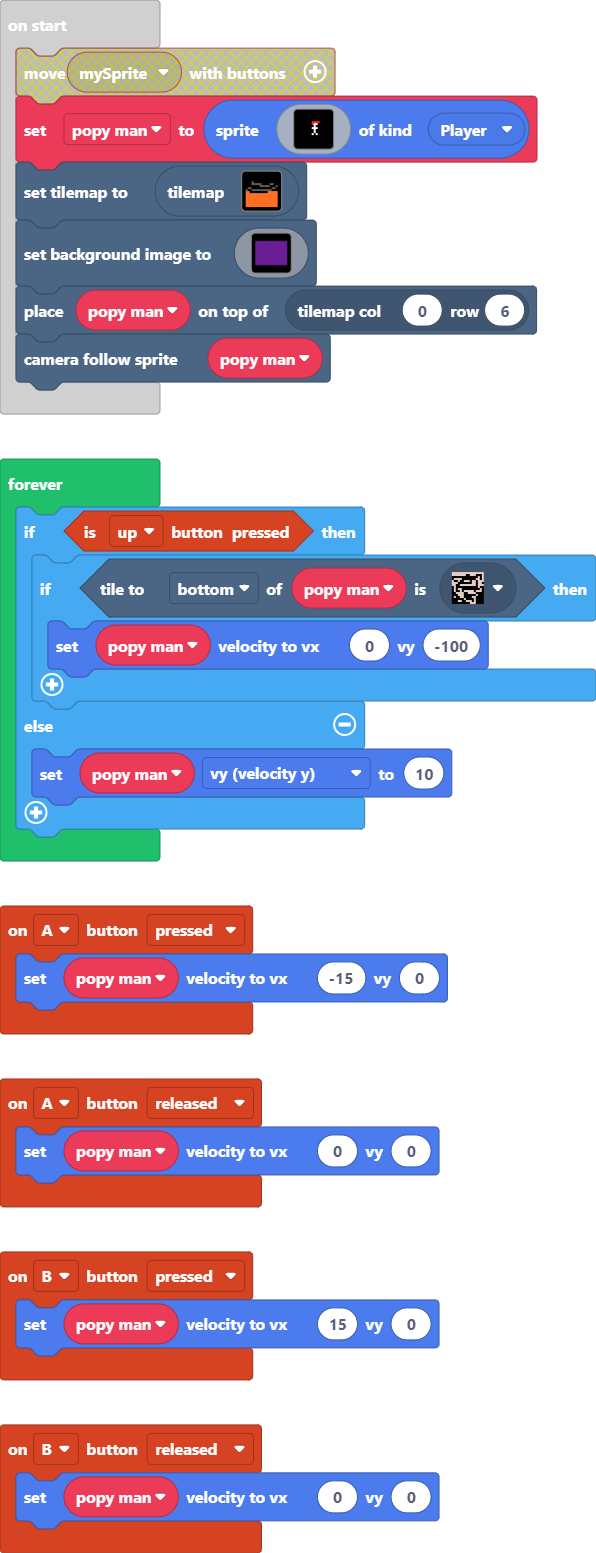 on start
move mySprite with buttons
set popy man to sprite of kind Player
set tilemap to tilemap
set background image to
place popy man on top of tilemap col 0 row 6
camera follow sprite popy man
forever
if is up button pressed then
if tile to bottom of popy man is then
set popy man velocity to vx 0 vy -100
else
set popy man vy (velocity y) to 10
on A button pressed
set popy man velocity to vx -15 vy 0
on A button released
set popy man velocity to vx 0 vy 0
on B button pressed
set popy man velocity to vx 15 vy 0
on B button released
set popy man velocity to vx 0 vy 0